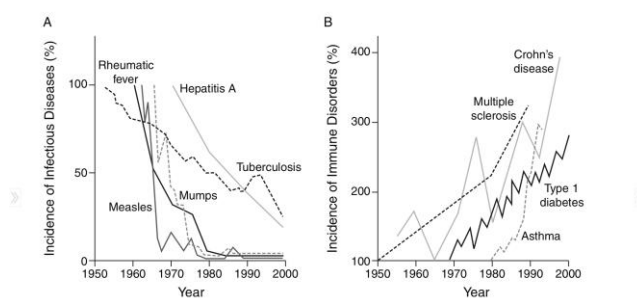 A
Incidence of Infectious Diseases (%)
100
50
0
Rheumatic
fever
Hepatitis A
Tuberculosis
Mumps
Measles
1950 1960 1970 1980 1990 2000
Year
B
Incidence of Immune Disorders (%)
400
300
200
100
Crohn's
disease
Multiple
sclerosis
Type 1
diabetes
Asthma
1950 1960 1970 1980 1990 2000
Year